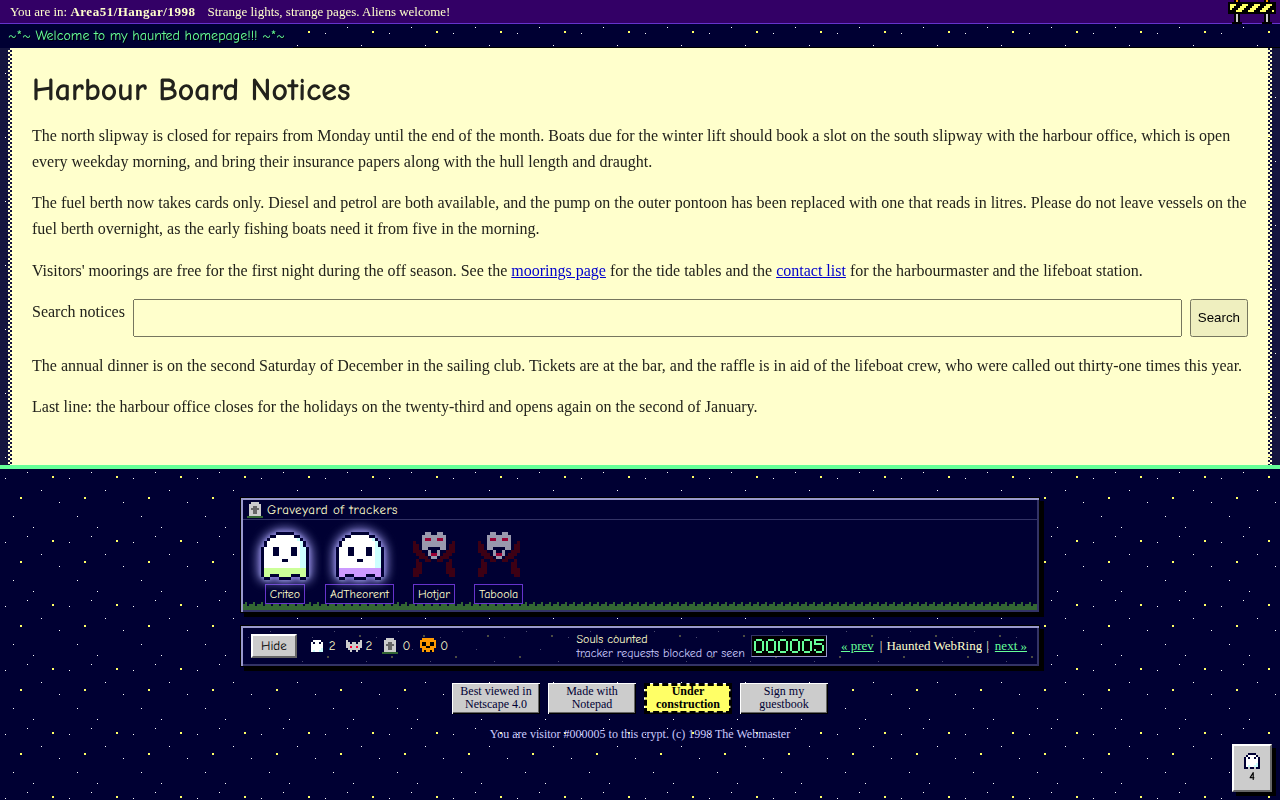 You are in: Area51/Hangar/1998 Strange lights, strange pages. Aliens welcome!
~*~ Welcome to my haunted homepage!!! ~*~
Harbour Board Notices
The north slipway is closed for repairs from Monday until the end of the month. Boats due for the winter lift should book a slot on the south slipway with the harbour office, which is open
every weekday morning, and bring their insurance papers along with the hull length and draught.
The fuel berth now takes cards only. Diesel and petrol are both available, and the pump on the outer pontoon has been replaced with one that reads in litres. Please do not leave vessels on the
fuel berth overnight, as the early fishing boats need it from five in the morning.
Visitors' moorings are free for the first night during the off season. See the moorings page for the tide tables and the contact list for the harbourmaster and the lifeboat station.
Search notices Search
The annual dinner is on the second Saturday of December in the sailing club. Tickets are at the bar, and the raffle is in aid of the lifeboat crew, who were called out thirty-one times this year.
Last line: the harbour office closes for the holidays on the twenty-third and opens again on the second of January.
Graveyard of trackers
Criteo AdTheorent Hotjar Taboola
Hide 2 2 0 0
Souls counted
tracker requests blocked or seen
000005
« prev | Haunted WebRing | next »
Best viewed in
Netscape 4.0
Made with
Notepad
Under
construction
Sign my
guestbook
You are visitor #000005 to this crypt. (c) 1998 The Webmaster
4